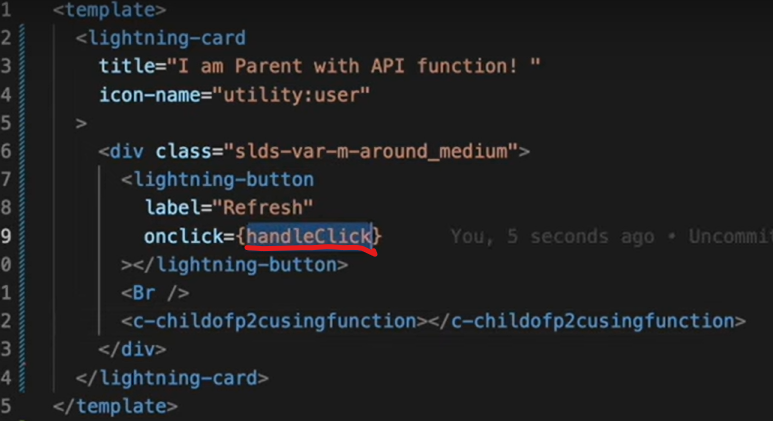 1 <template>
2 <lightning-card
3 title="I am Parent with API function! "
4 icon-name="utility:user"
5 >
6 <div class="slds-var-m-around_medium">
7 <lightning-button
8 label="Refresh"
9 onclick={handleClick} You, 5 seconds ago • Uncommit
0 ></lightning-button>
1 <Br />
2 <c-childofp2cusingfunction></c-childofp2cusingfunction>
3 </div>
4 </lightning-card>
5 </template>